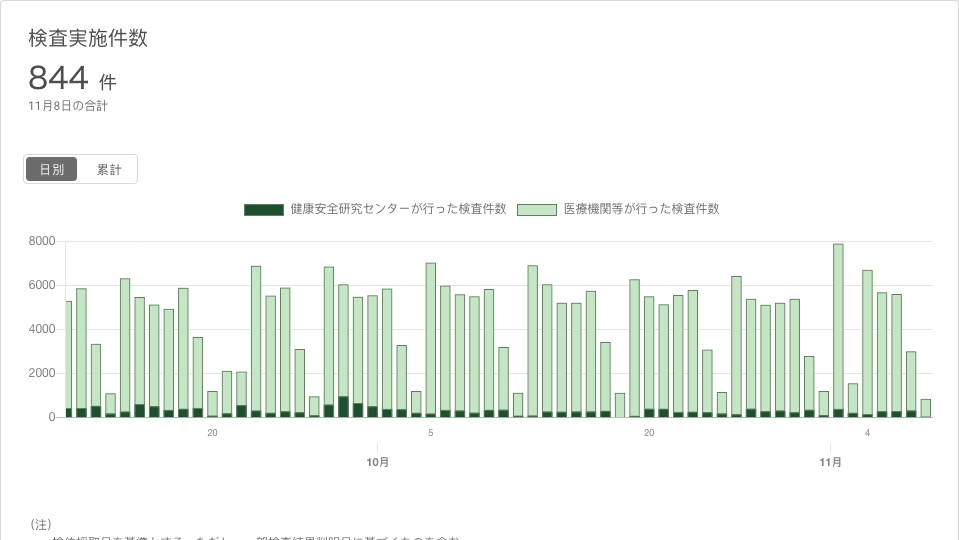 検査実施件数
844 件
11月8日の合計
日別 累計
健康安全研究センターが行った検査件数 医療機関等が行った検査件数
8000
6000
4000
2000
0
20 5 20 4
10月 11月
(注)